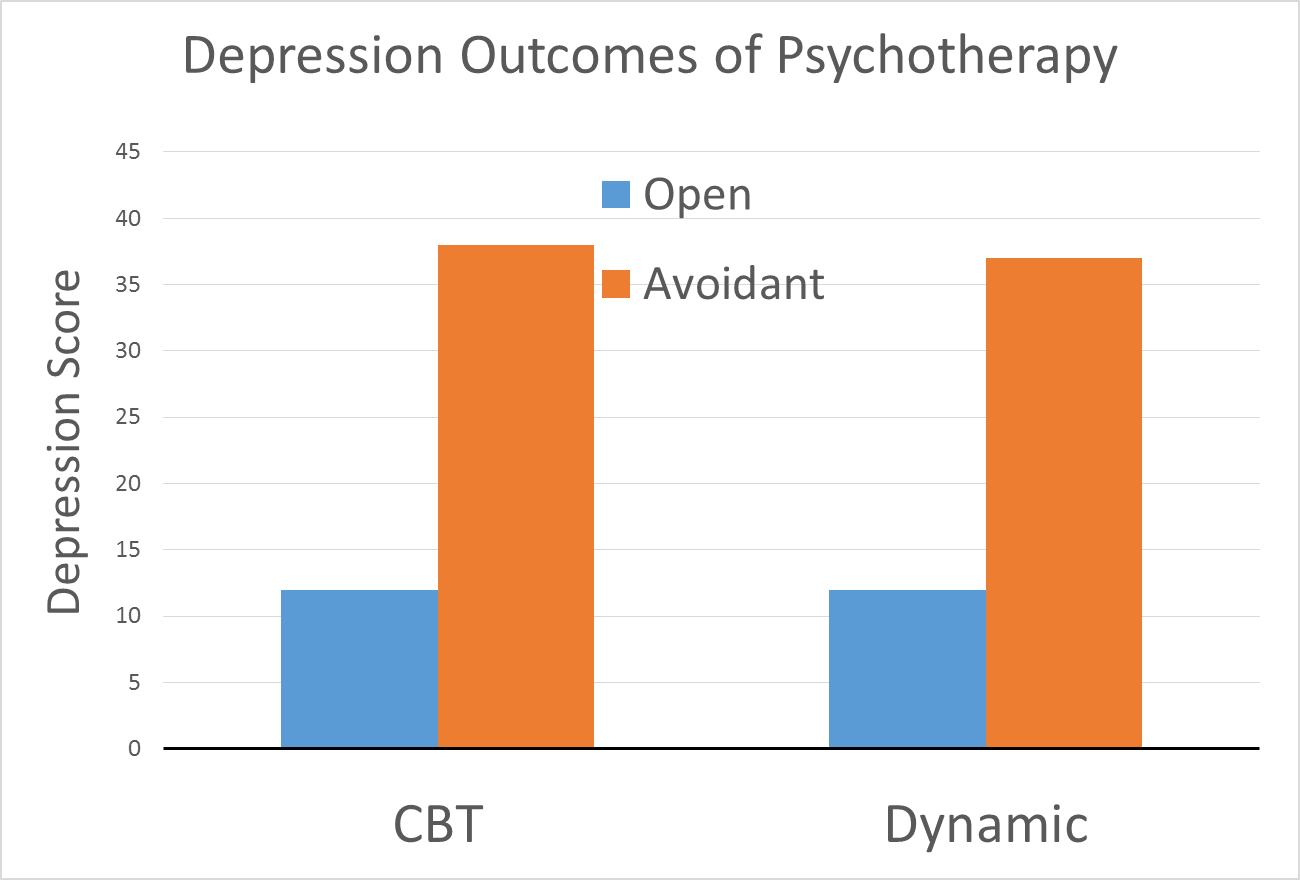 Depression Outcomes of Psychotherapy
Depression Score
45
40
35
30
25
20
15
10
5
0
Open
Avoidant
CBT
Dynamic